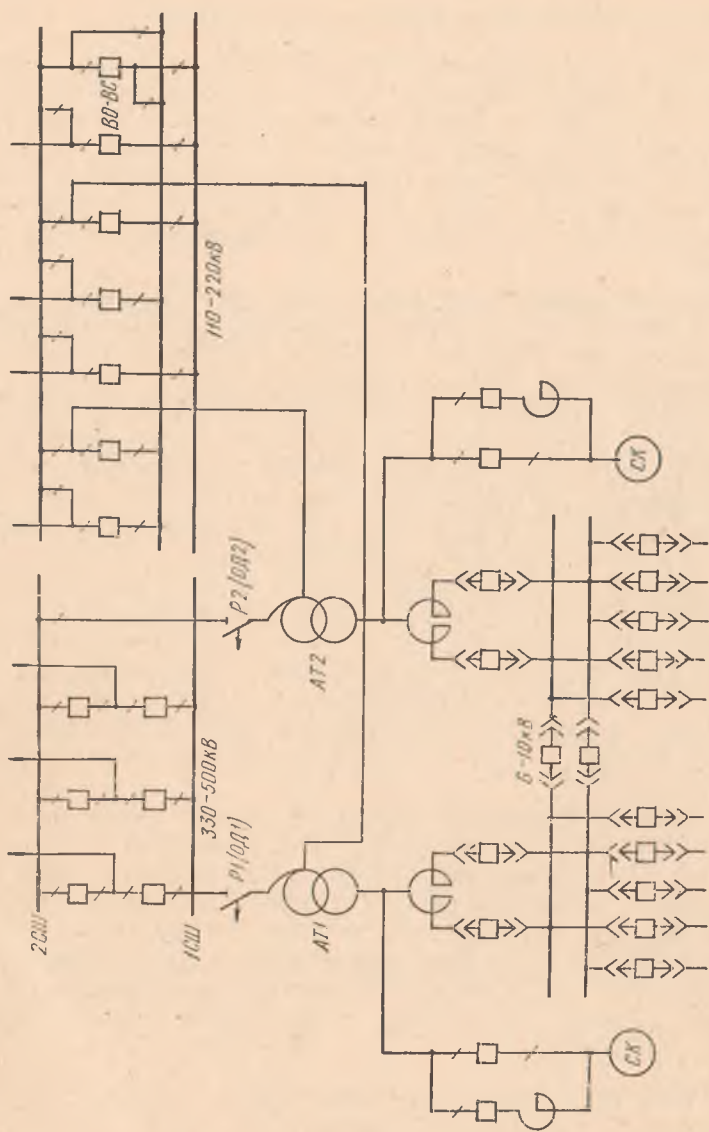 2СШ
1СШ
330-500кВ
110-220кВ
ВО-ВС
Р1(ОД1)
Р2(ОД2)
АТ1
АТ2
6-10кВ
СК
СК